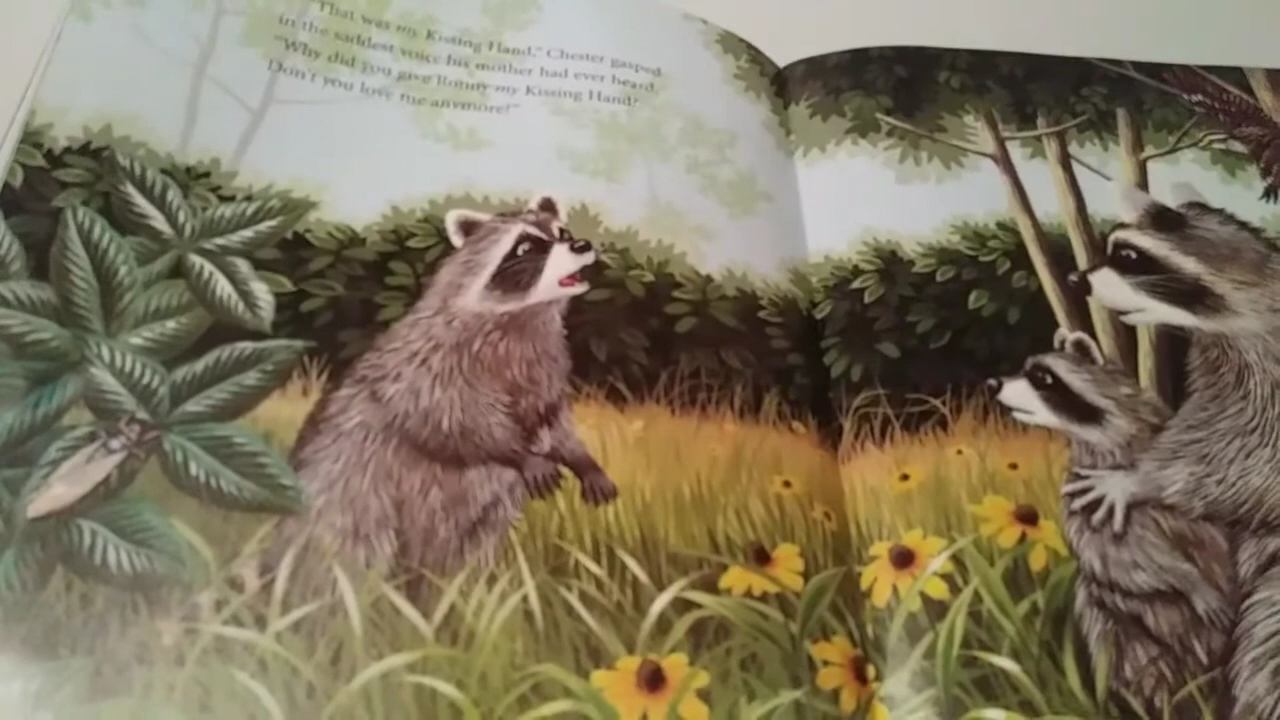 "That was my Kissing Hand," Chester gasped
in the saddest voice his mother had ever heard.
"Why did you give Ronny my Kissing Hand?
Don't you love me anymore?"